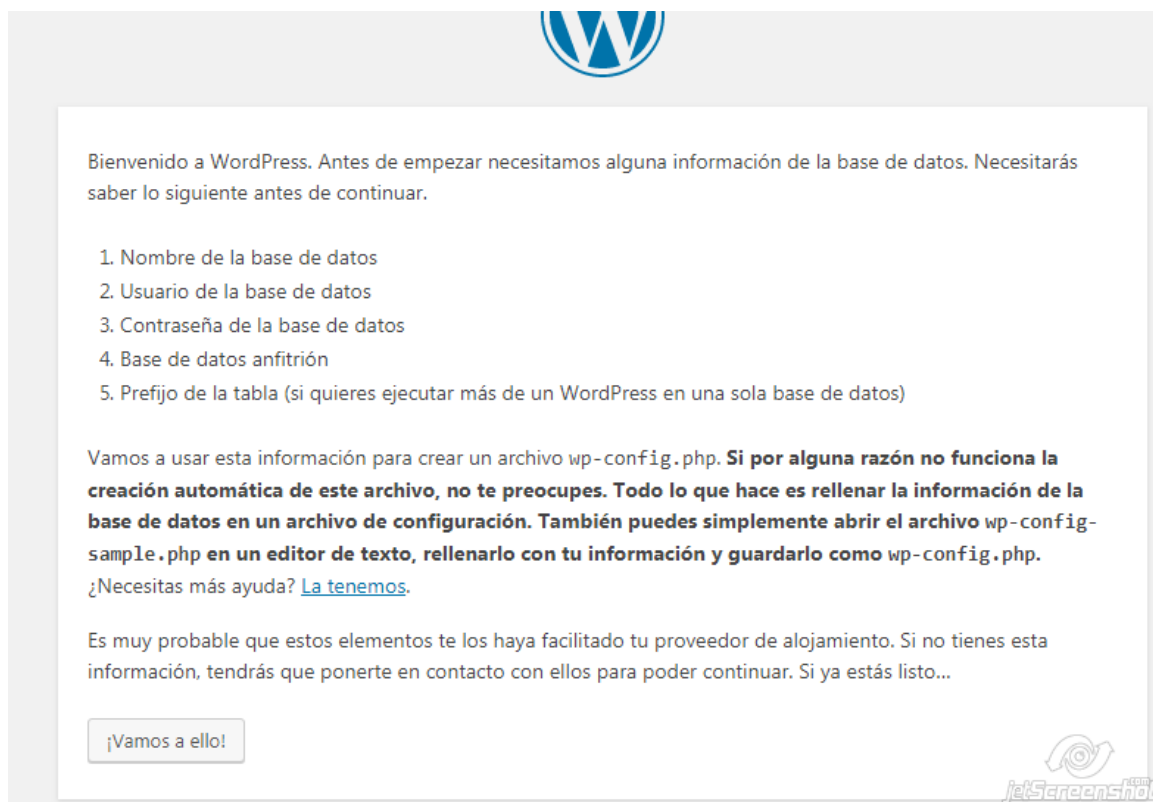 Bienvenido a WordPress. Antes de empezar necesitamos alguna información de la base de datos. Necesitarás
saber lo siguiente antes de continuar.
1. Nombre de la base de datos
2. Usuario de la base de datos
3. Contraseña de la base de datos
4. Base de datos anfitrión
5. Prefijo de la tabla (si quieres ejecutar más de un WordPress en una sola base de datos)
Vamos a usar esta información para crear un archivo wp-config.php. Si por alguna razón no funciona la
creación automática de este archivo, no te preocupes. Todo lo que hace es rellenar la información de la
base de datos en un archivo de configuración. También puedes simplemente abrir el archivo wp-config-
sample.php en un editor de texto, rellenarlo con tu información y guardarlo como wp-config.php.
¿Necesitas más ayuda? La tenemos.
Es muy probable que estos elementos te los haya facilitado tu proveedor de alojamiento. Si no tienes esta
información, tendrás que ponerte en contacto con ellos para poder continuar. Si ya estás listo...
¡Vamos a ello!
.com
jetScreenshot